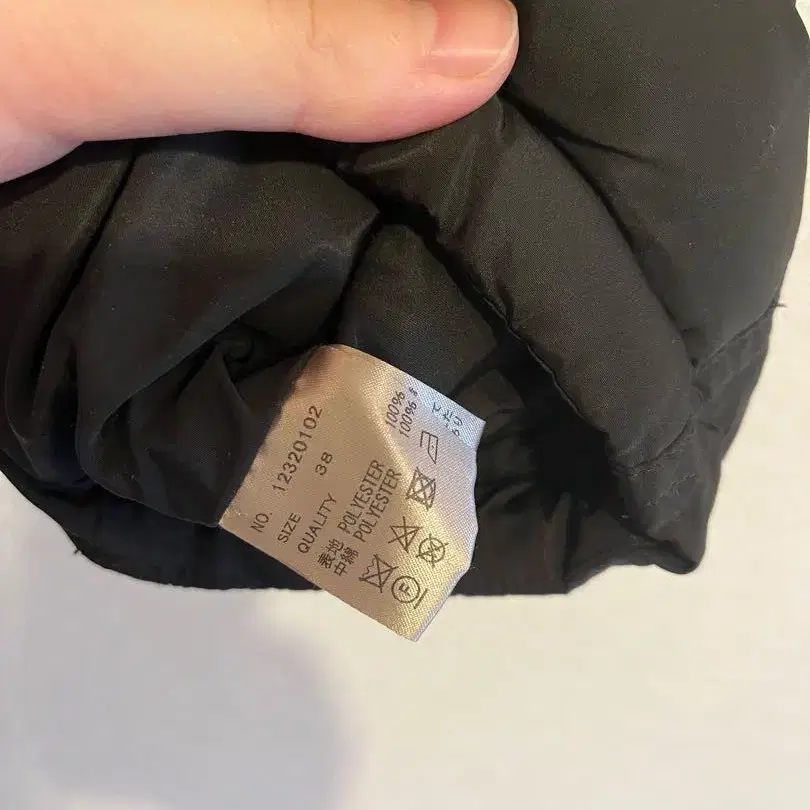 NO. 12320102
SIZE 38
QUALITY
表地 POLYESTER 100%
中綿 POLYESTER 100%
F